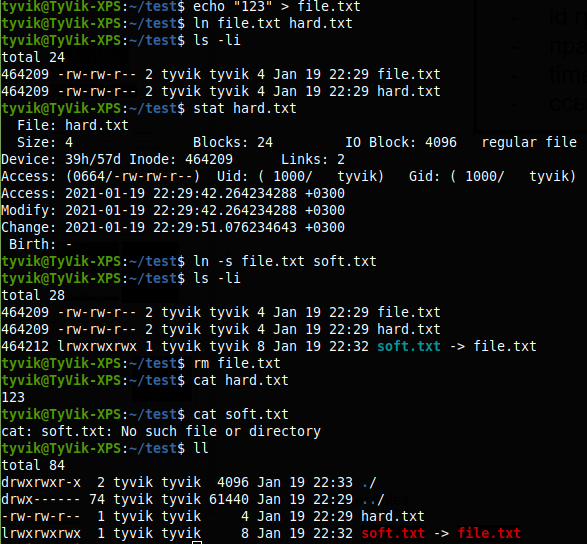 tyvik@TyVik-XPS:~/test$ echo "123" > file.txt
tyvik@TyVik-XPS:~/test$ ln file.txt hard.txt
tyvik@TyVik-XPS:~/test$ ls -li
total 24
464209 -rw-rw-r-- 2 tyvik tyvik 4 Jan 19 22:29 file.txt
464209 -rw-rw-r-- 2 tyvik tyvik 4 Jan 19 22:29 hard.txt
tyvik@TyVik-XPS:~/test$ stat hard.txt
  File: hard.txt
  Size: 4               Blocks: 24         IO Block: 4096   regular file
Device: 39h/57d Inode: 464209      Links: 2
Access: (0664/-rw-rw-r--)  Uid: ( 1000/   tyvik)   Gid: ( 1000/   tyvik)
Access: 2021-01-19 22:29:42.264234288 +0300
Modify: 2021-01-19 22:29:42.264234288 +0300
Change: 2021-01-19 22:29:51.076234643 +0300
 Birth: -
tyvik@TyVik-XPS:~/test$ ln -s file.txt soft.txt
tyvik@TyVik-XPS:~/test$ ls -li
total 28
464209 -rw-rw-r-- 2 tyvik tyvik 4 Jan 19 22:29 file.txt
464209 -rw-rw-r-- 2 tyvik tyvik 4 Jan 19 22:29 hard.txt
464212 lrwxrwxrwx 1 tyvik tyvik 8 Jan 19 22:32 soft.txt -> file.txt
tyvik@TyVik-XPS:~/test$ rm file.txt
tyvik@TyVik-XPS:~/test$ cat hard.txt
123
tyvik@TyVik-XPS:~/test$ cat soft.txt
cat: soft.txt: No such file or directory
tyvik@TyVik-XPS:~/test$ ll
total 84
drwxrwxr-x  2 tyvik tyvik  4096 Jan 19 22:33 ./
drwx------ 74 tyvik tyvik 61440 Jan 19 22:29 ../
-rw-rw-r--  1 tyvik tyvik     4 Jan 19 22:29 hard.txt
lrwxrwxrwx  1 tyvik tyvik     8 Jan 19 22:32 soft.txt -> file.txt